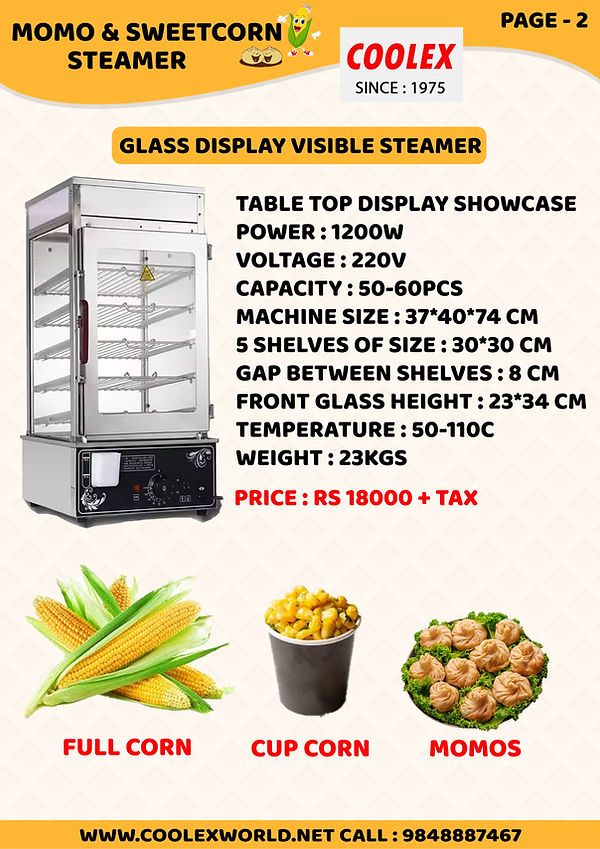 MOMO & SWEETCORN
STEAMER
PAGE - 2
COOLEX
SINCE : 1975
GLASS DISPLAY VISIBLE STEAMER
TABLE TOP DISPLAY SHOWCASE
POWER : 1200W
VOLTAGE : 220V
CAPACITY : 50-60PCS
MACHINE SIZE : 37*40*74 CM
5 SHELVES OF SIZE : 30*30 CM
GAP BETWEEN SHELVES : 8 CM
FRONT GLASS HEIGHT : 23*34 CM
TEMPERATURE : 50-110C
WEIGHT : 23KGS
PRICE : RS 18000 + TAX
FULL CORN
CUP CORN
MOMOS
WWW.COOLEXWORLD.NET CALL : 9848887467